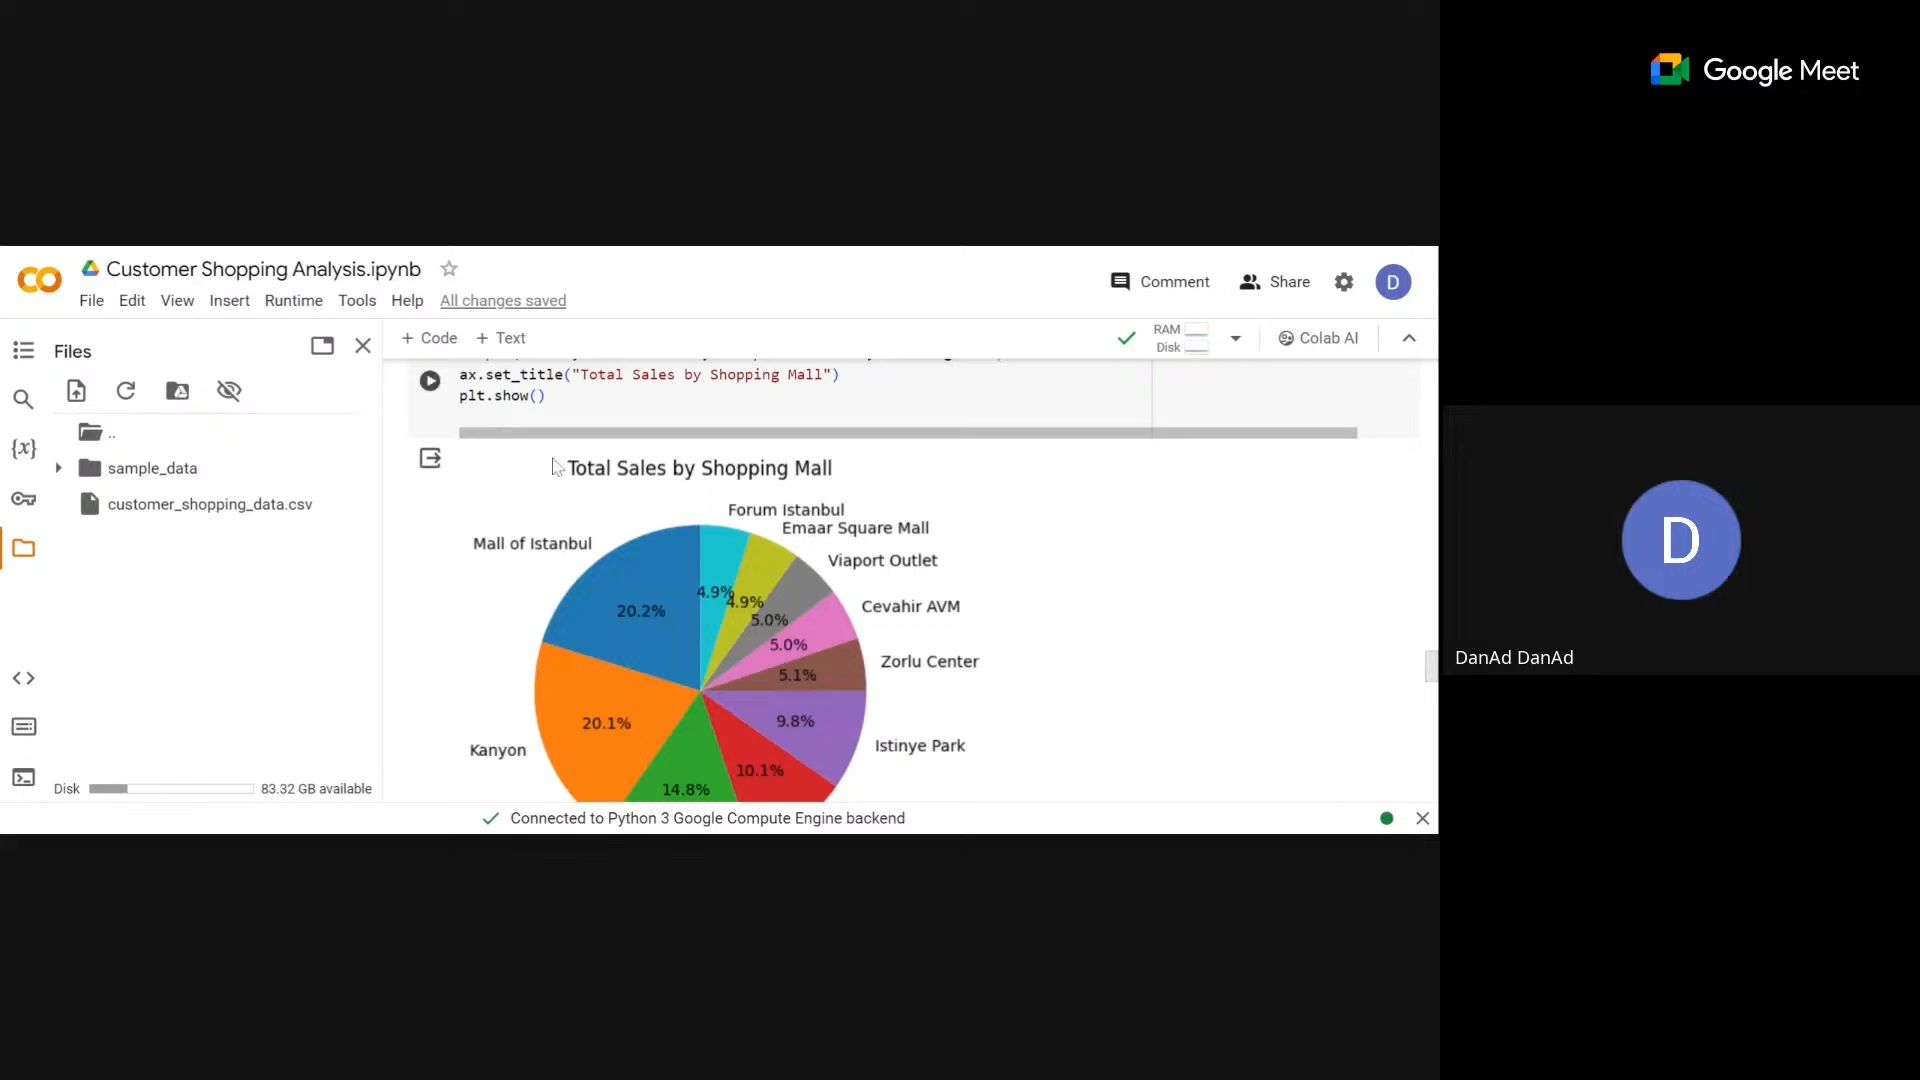 Google Meet
Customer Shopping Analysis.ipynb
File Edit View Insert Runtime Tools Help All changes saved
Comment Share D
Files
+ Code + Text
RAM
Disk
Colab AI
ax.set_title("Total Sales by Shopping Mall")
plt.show()
..
sample_data
customer_shopping_data.csv
{x}
Total Sales by Shopping Mall
Forum Istanbul
Emaar Square Mall
Mall of Istanbul
Viaport Outlet
Cevahir AVM
Zorlu Center
Istinye Park
Kanyon
4.9%
4.9%
5.0%
5.0%
5.1%
9.8%
10.1%
14.8%
20.1%
20.2%
Disk 83.32 GB available
Connected to Python 3 Google Compute Engine backend
D
DanAd DanAd